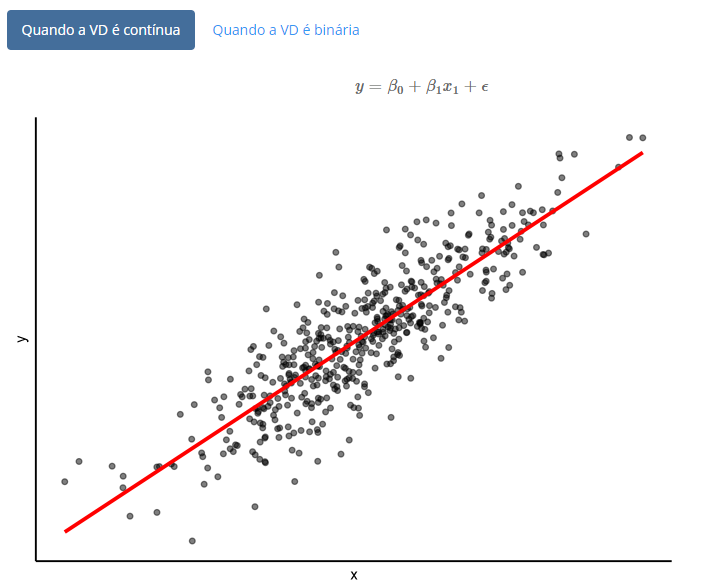 Quando a VD é contínua Quando a VD é binária
y = β₀ + β₁x₁ + ϵ
y
x